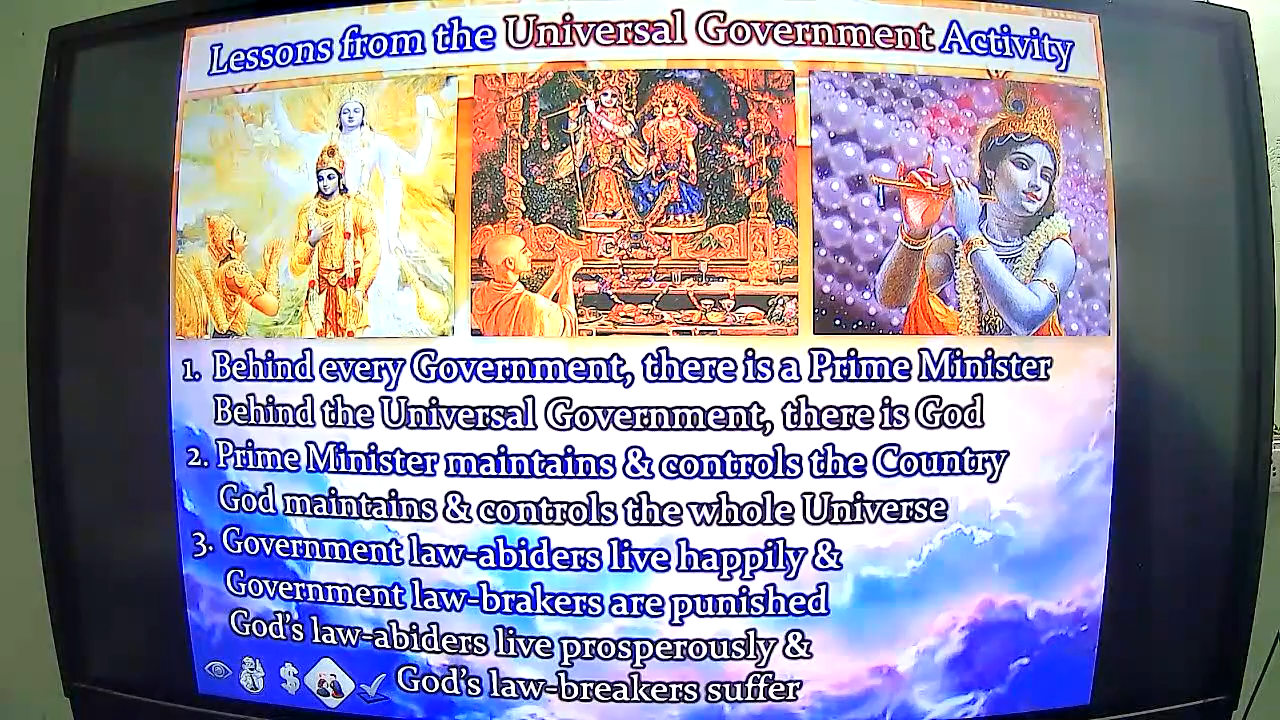 Lessons from the Universal Government Activity
1. Behind every Government, there is a Prime Minister
Behind the Universal Government, there is God
2. Prime Minister maintains & controls the Country
God maintains & controls the whole Universe
3. Government law-abiders live happily &
Government law-brakers are punished
God's law-abiders live prosperously &
God's law-breakers suffer